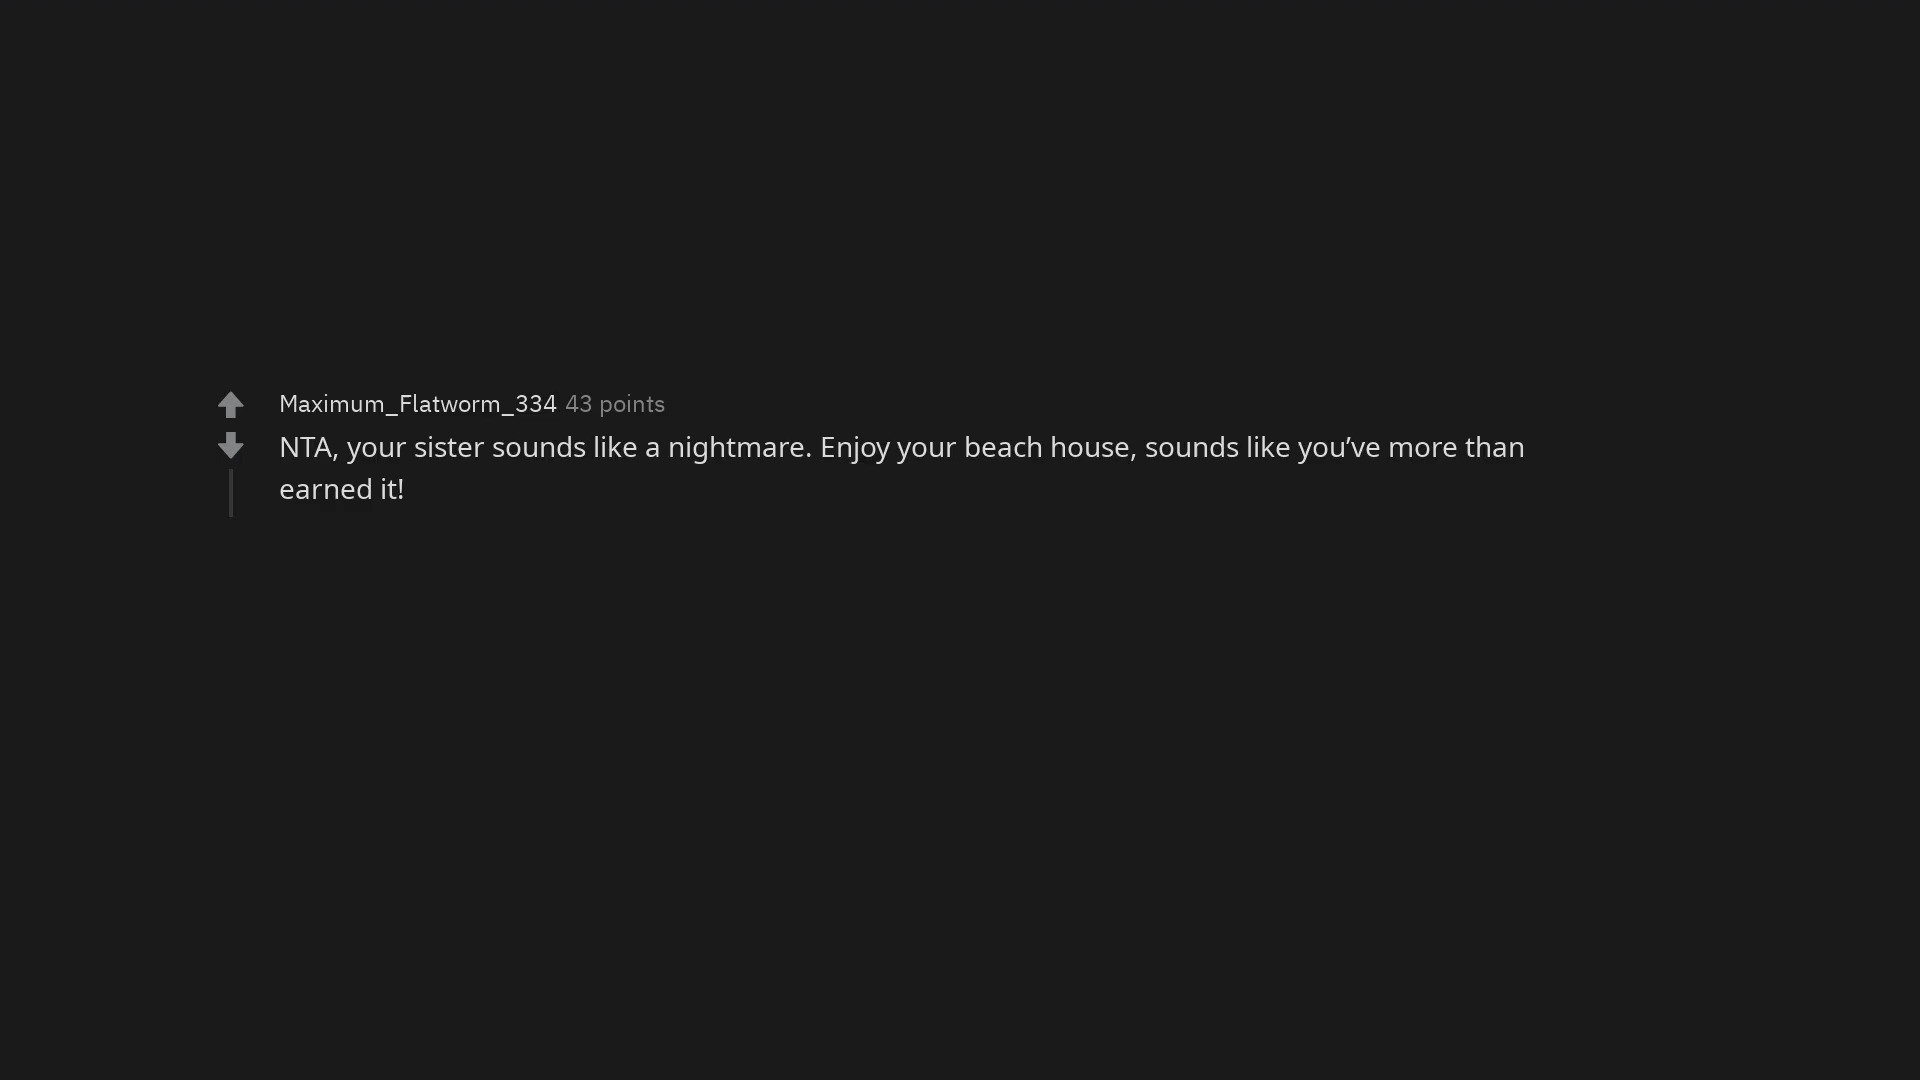 Maximum_Flatworm_334 43 points
NTA, your sister sounds like a nightmare. Enjoy your beach house, sounds like you’ve more than
earned it!